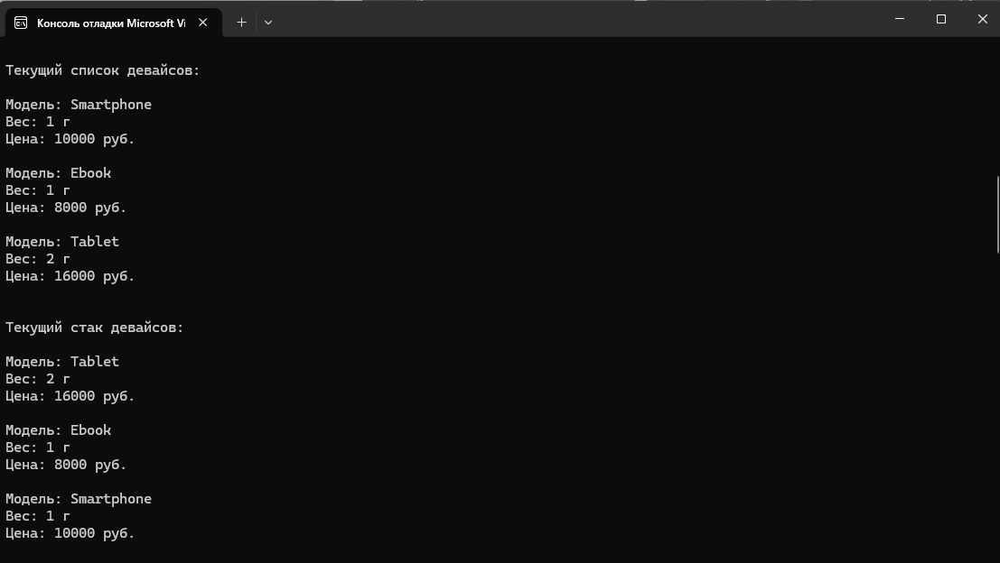 Консоль отладки Microsoft Vi
Текущий список девайсов:
Модель: Smartphone
Вес: 1 г
Цена: 10000 руб.
Модель: Ebook
Вес: 1 г
Цена: 8000 руб.
Модель: Tablet
Вес: 2 г
Цена: 16000 руб.
Текущий стак девайсов:
Модель: Tablet
Вес: 2 г
Цена: 16000 руб.
Модель: Ebook
Вес: 1 г
Цена: 8000 руб.
Модель: Smartphone
Вес: 1 г
Цена: 10000 руб.